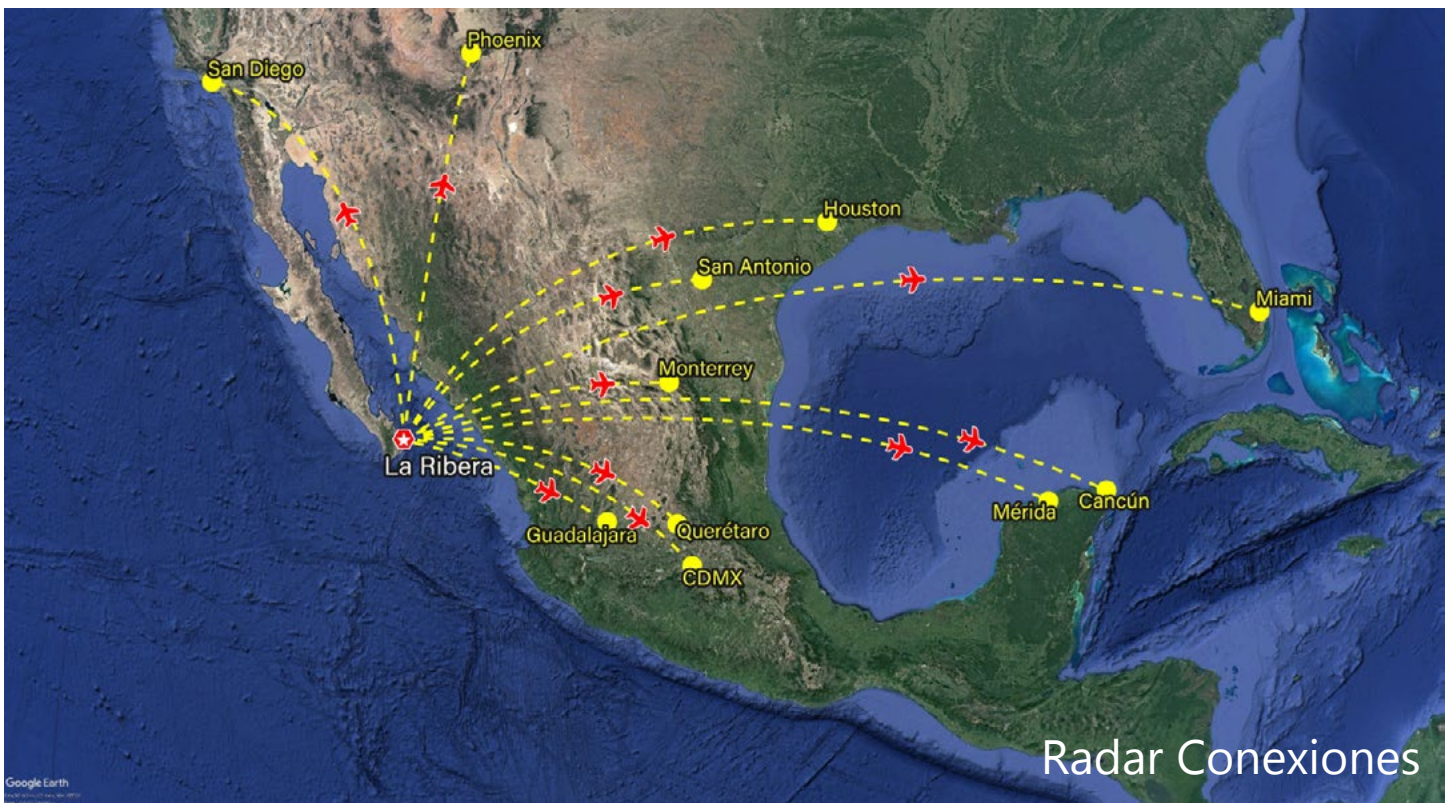 Phoenix
San Diego
Houston
San Antonio
Miami
Monterrey
La Ribera
Mérida
Cancún
Guadalajara
Querétaro
CDMX
Radar Conexiones
Google Earth